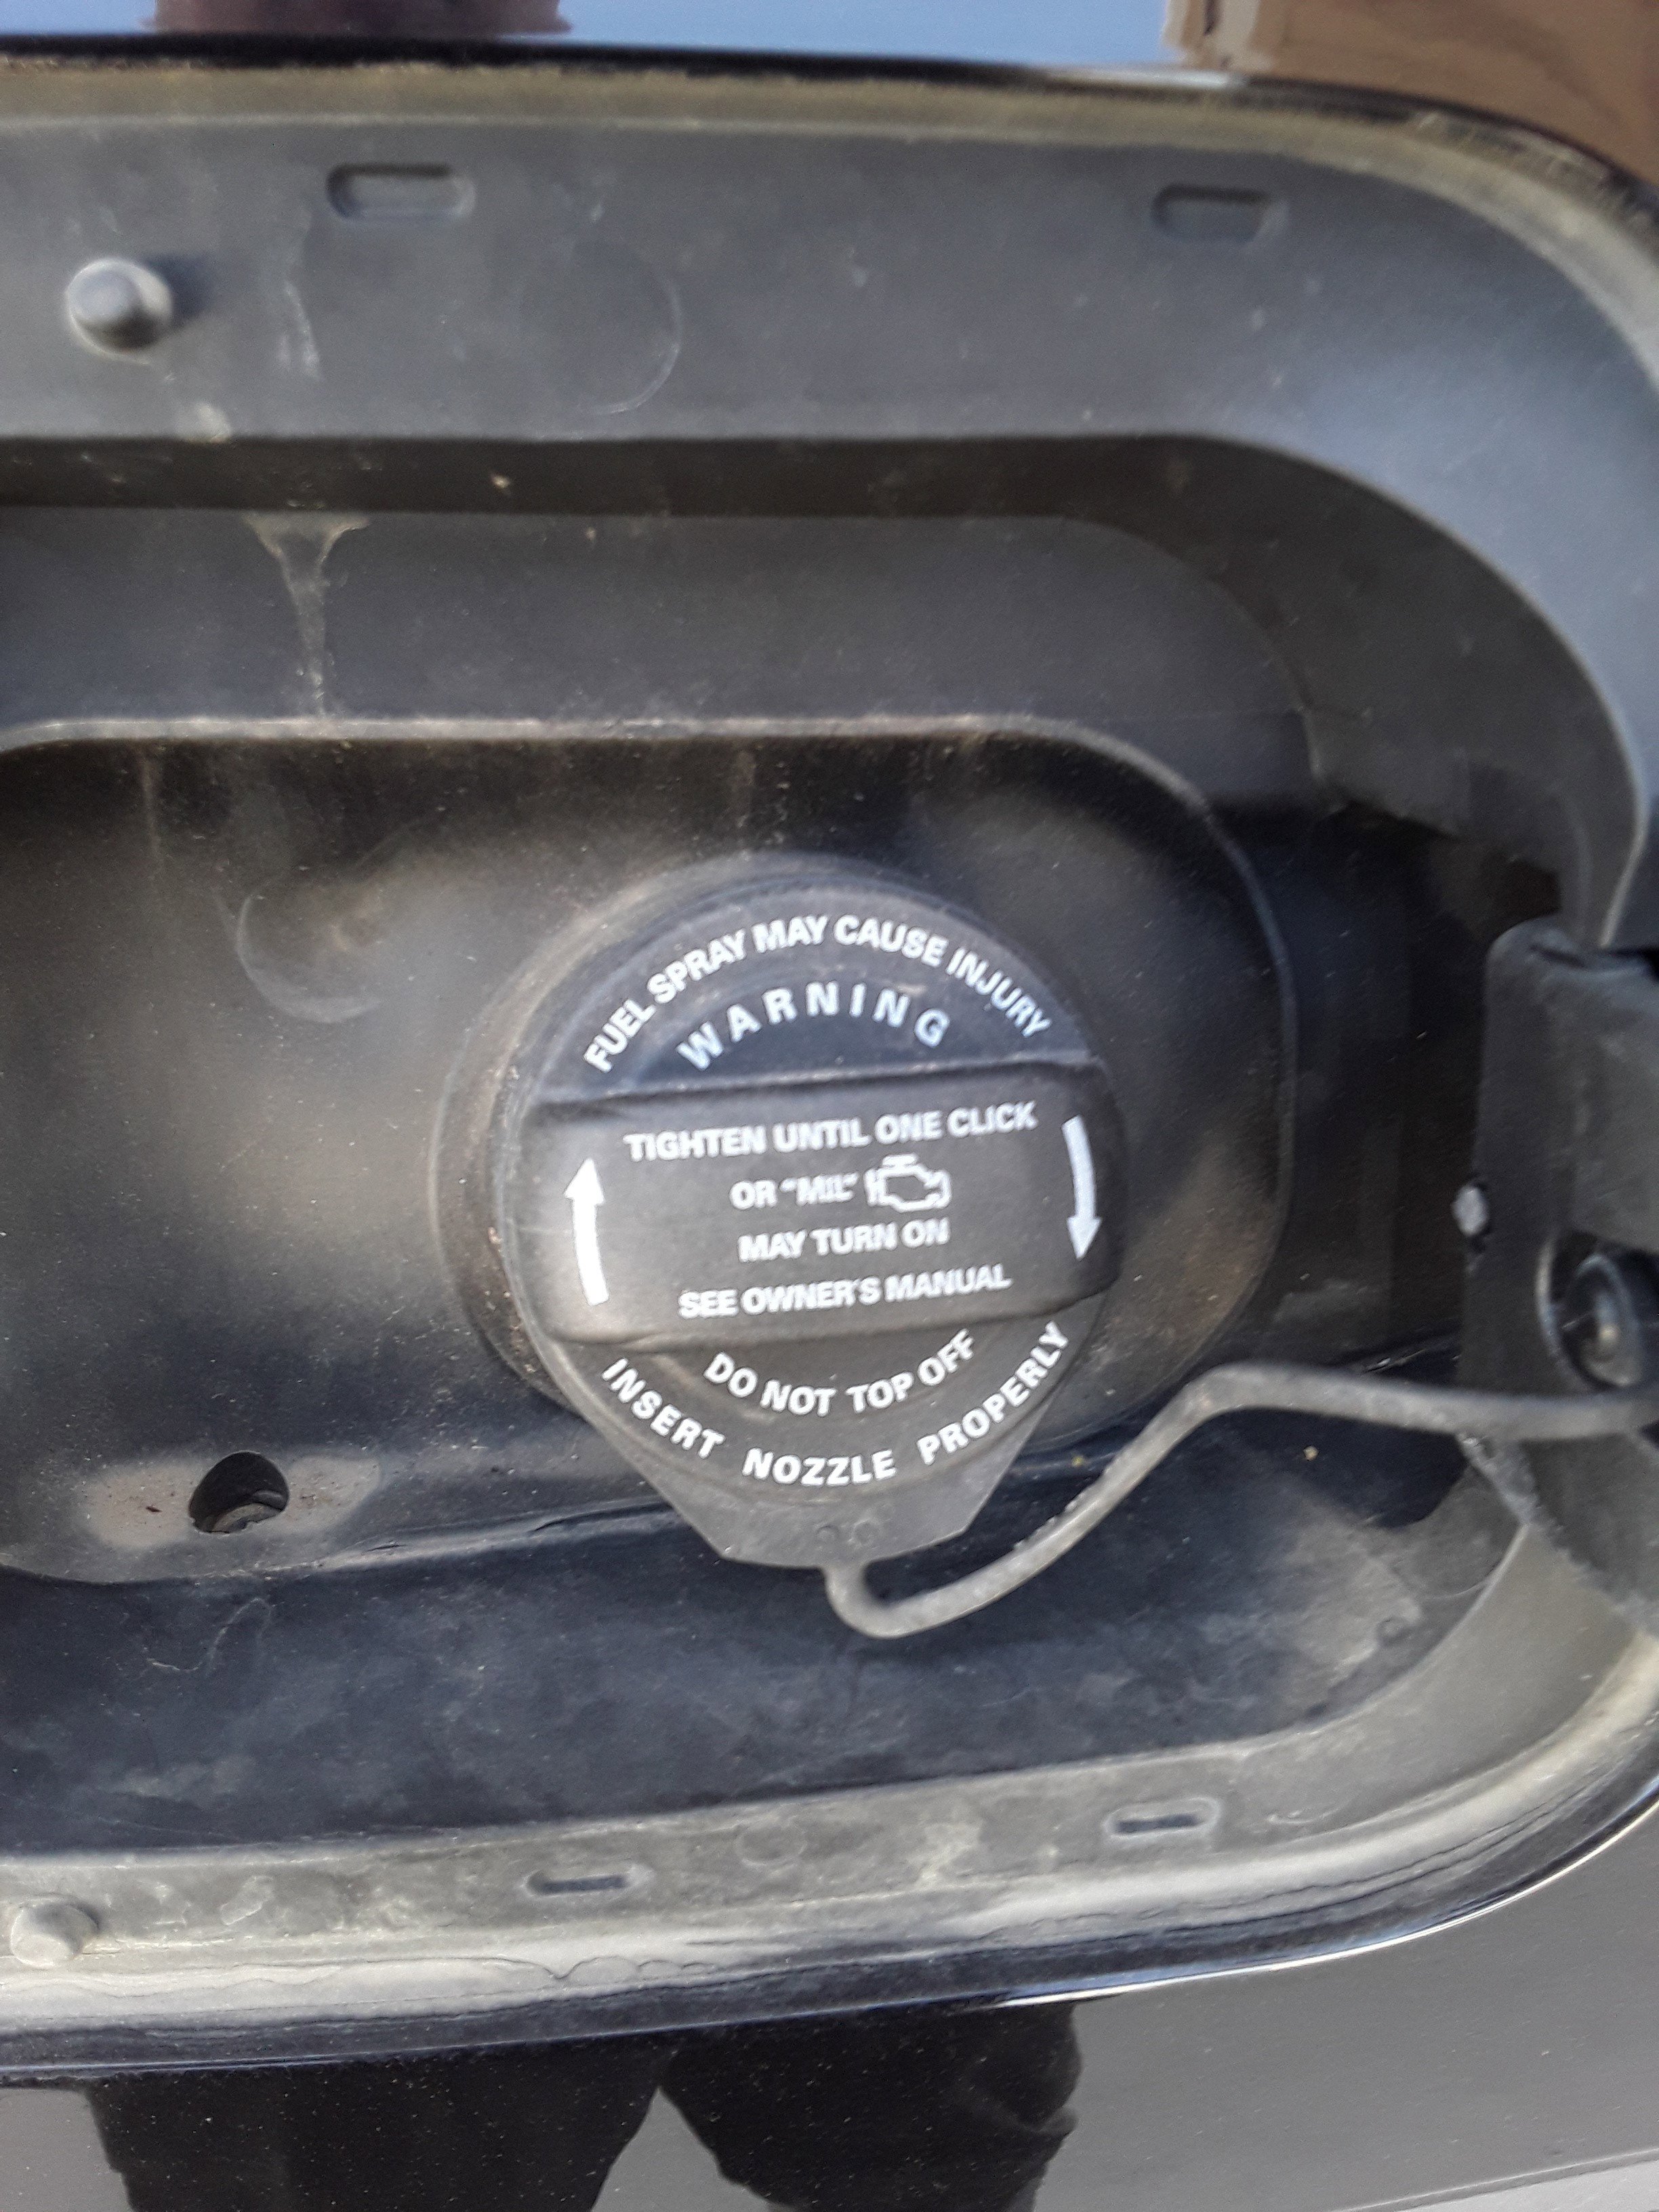 FUEL SPRAY MAY CAUSE INJURY
WARNING
TIGHTEN UNTIL ONE CLICK
OR "MIL"
MAY TURN ON
SEE OWNER'S MANUAL
DO NOT TOP OFF
INSERT NOZZLE PROPERLY